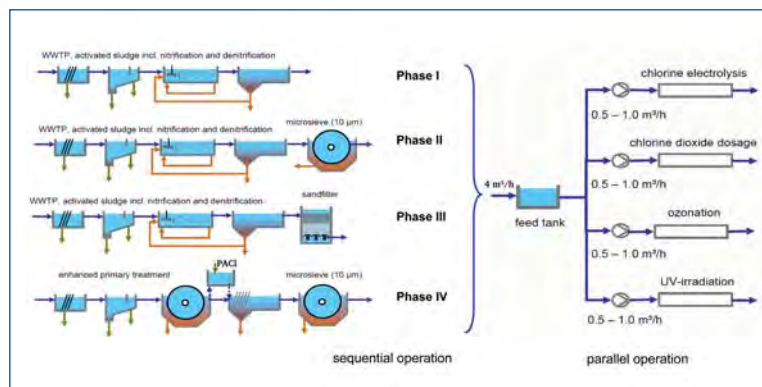 WWTP, activated sludge incl. nitrification and denitrification
Phase I
microsieve (10 µm)
WWTP, activated sludge incl. nitrification and denitrification
Phase II
WWTP, activated sludge incl. nitrification and denitrification
sandfilter
Phase III
enhanced primary treatment
PACl
microsieve (10 µm)
Phase IV
sequential operation
4 m³/h
feed tank
chlorine electrolysis
0.5 – 1.0 m³/h
chlorine dioxide dosage
0.5 – 1.0 m³/h
ozonation
0.5 – 1.0 m³/h
UV-irradiation
0.5 – 1.0 m³/h
parallel operation